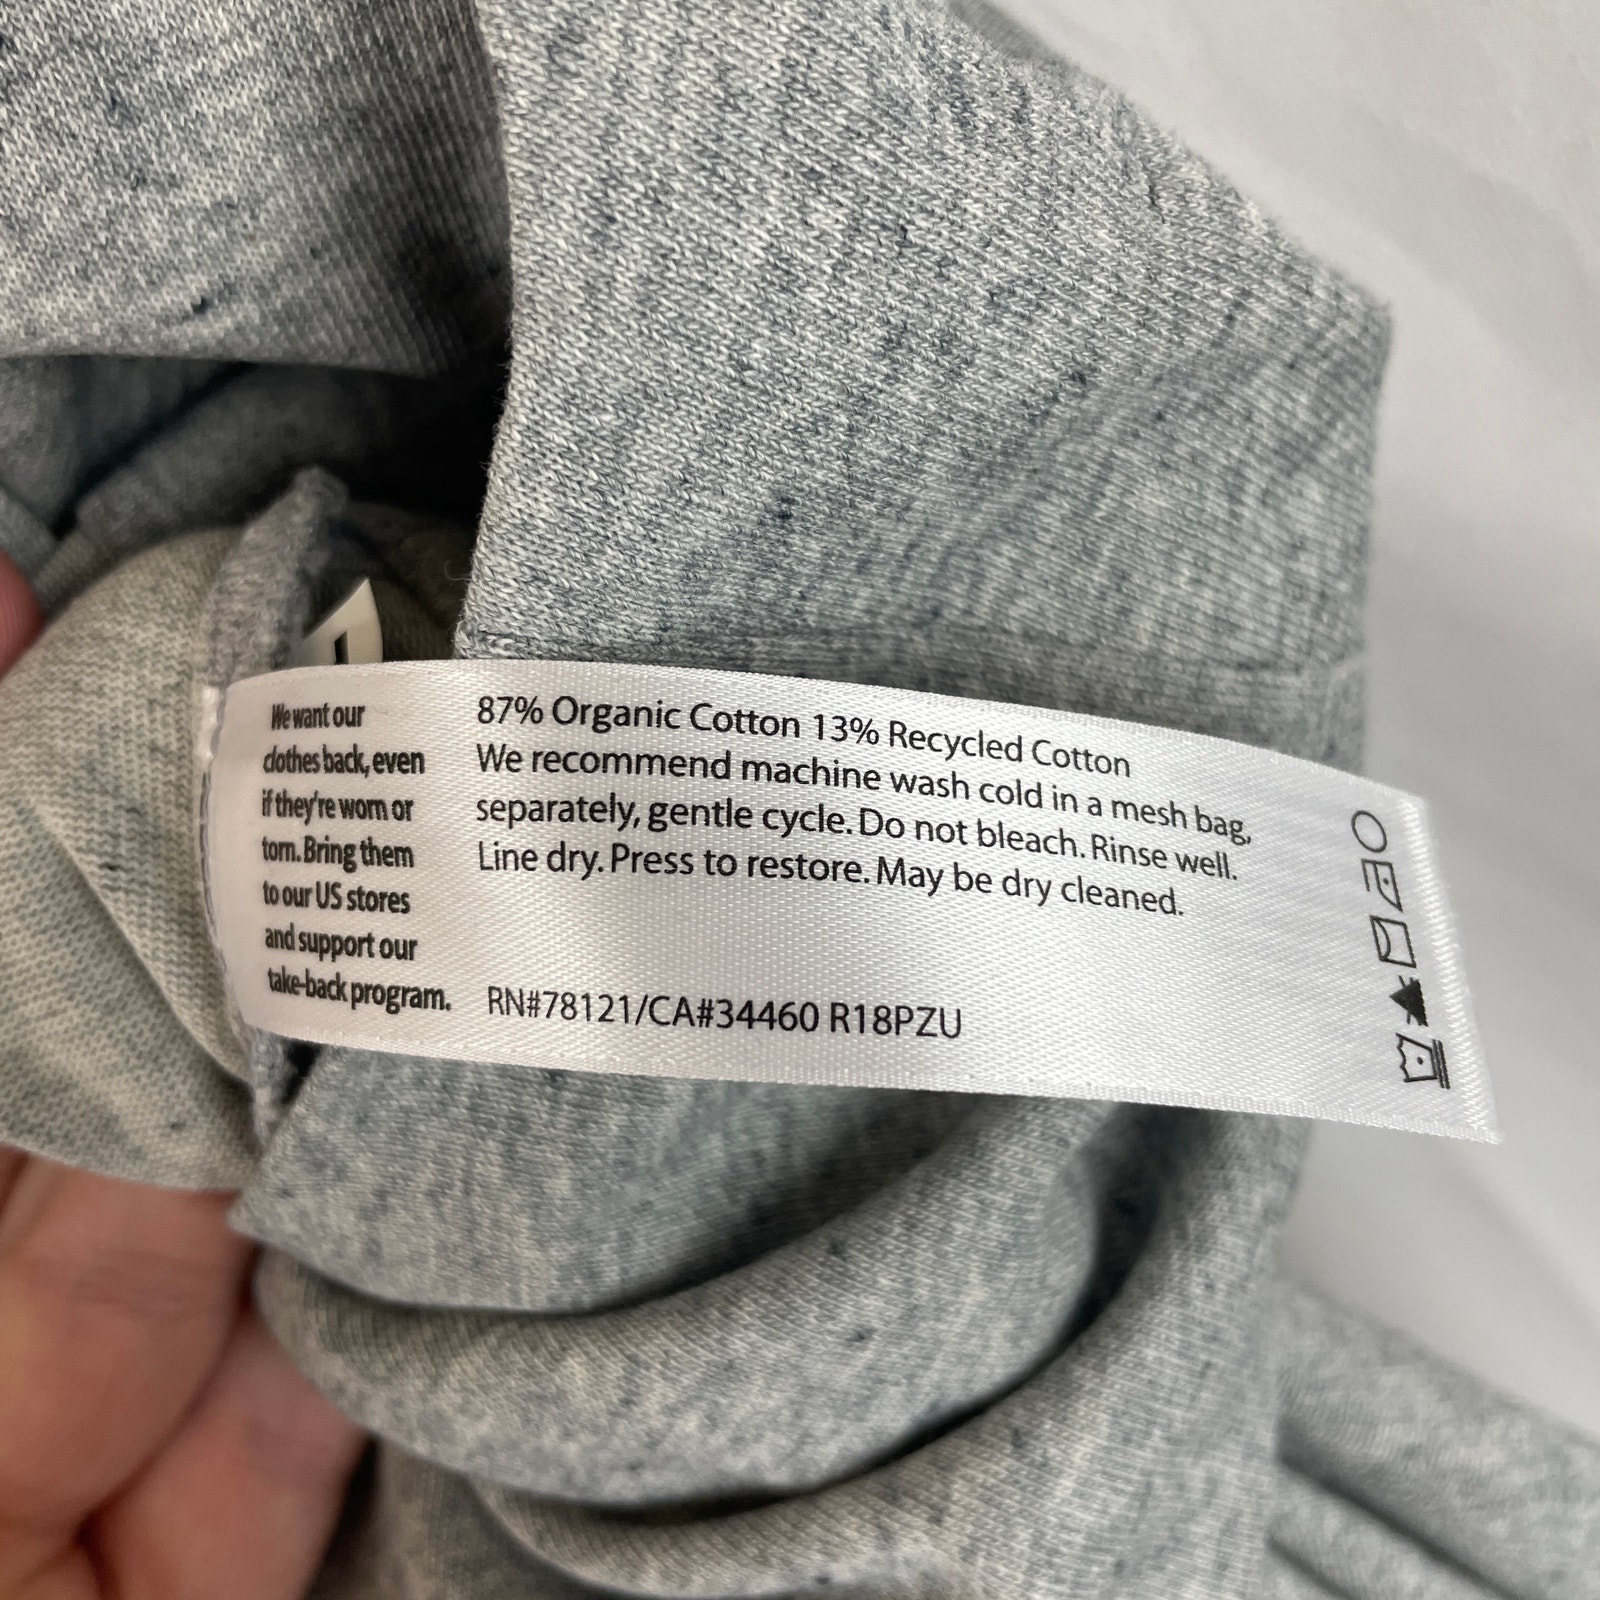 We want our
clothes back, even
if they're worn or
torn. Bring them
to our US stores
and support our
take-back program.
87% Organic Cotton 13% Recycled Cotton
We recommend machine wash cold in a mesh bag,
separately, gentle cycle. Do not bleach. Rinse well.
Line dry. Press to restore. May be dry cleaned.
RN#78121/CA#34460 R18PZU